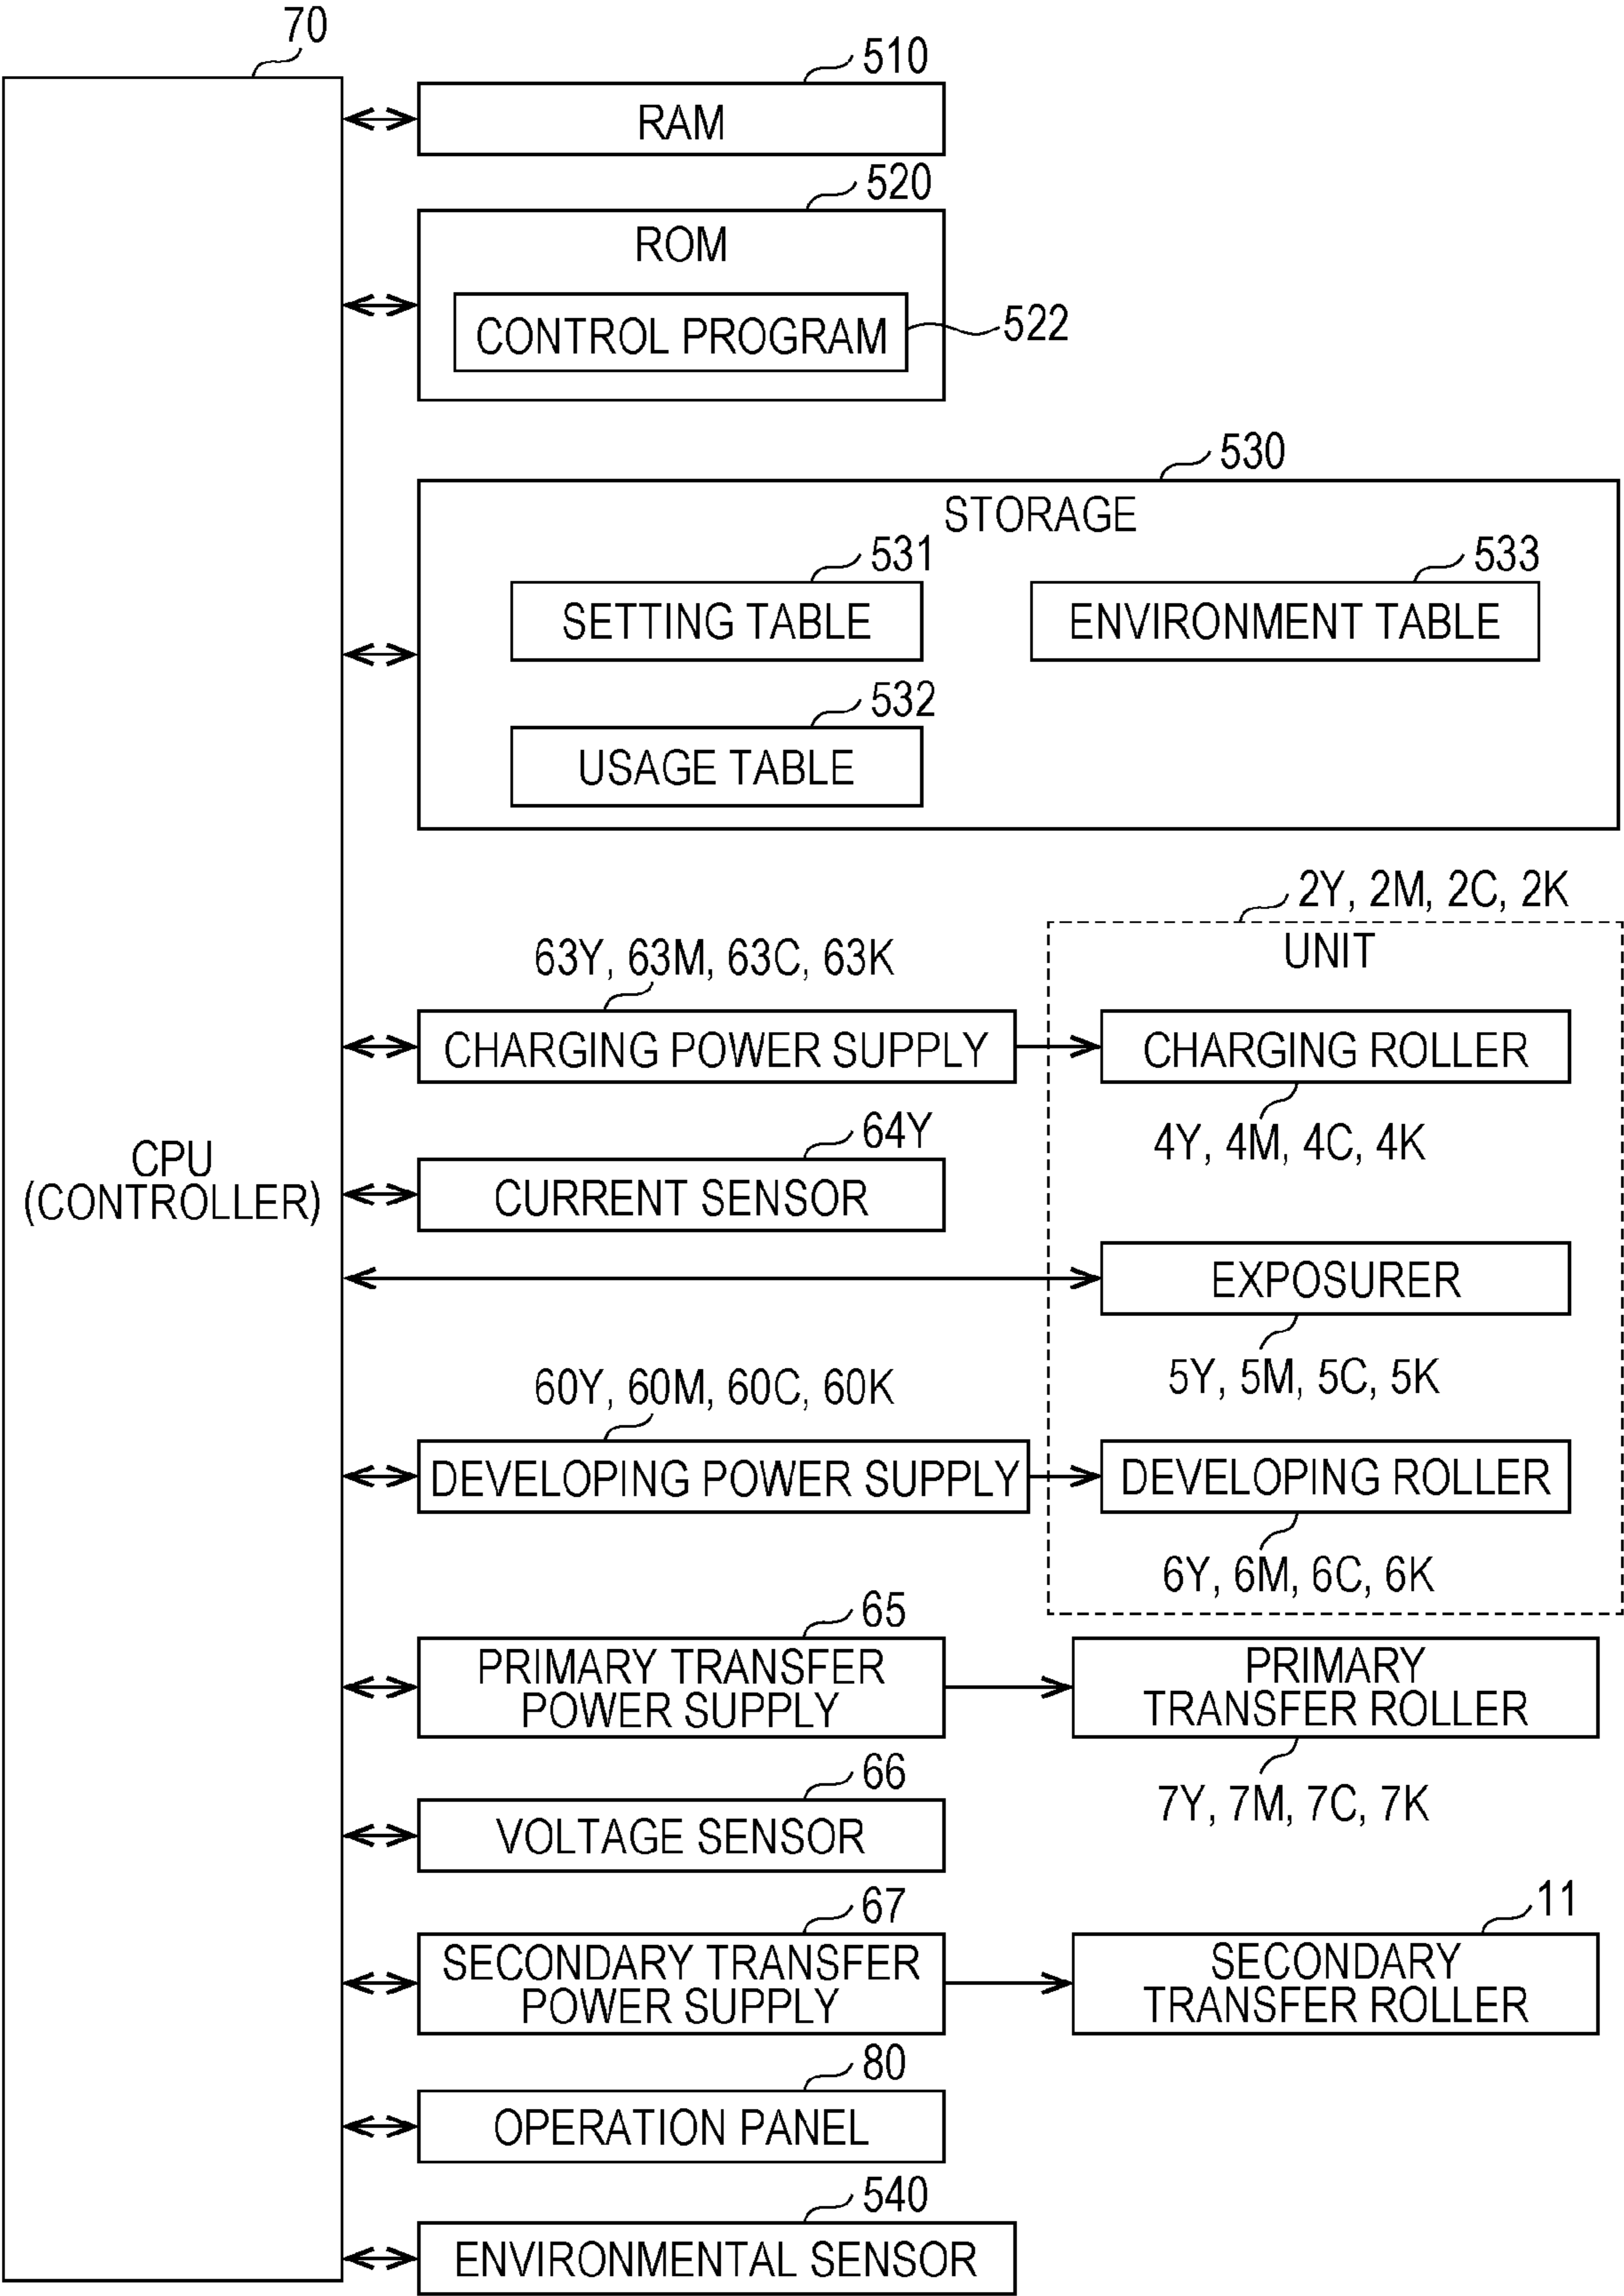 70
510
RAM
520
ROM
CONTROL PROGRAM
522
530
STORAGE
531
533
SETTING TABLE
ENVIRONMENT TABLE
532
USAGE TABLE
2Y, 2M, 2C, 2K
UNIT
63Y, 63M, 63C, 63K
CHARGING POWER SUPPLY
CHARGING ROLLER
4Y, 4M, 4C, 4K
64Y
CPU
(CONTROLLER)
CURRENT SENSOR
EXPOSURER
5Y, 5M, 5C, 5K
60Y, 60M, 60C, 60K
DEVELOPING POWER SUPPLY
DEVELOPING ROLLER
6Y, 6M, 6C, 6K
65
PRIMARY TRANSFER
POWER SUPPLY
PRIMARY
TRANSFER ROLLER
7Y, 7M, 7C, 7K
66
VOLTAGE SENSOR
67
11
SECONDARY TRANSFER
POWER SUPPLY
SECONDARY
TRANSFER ROLLER
80
OPERATION PANEL
540
ENVIRONMENTAL SENSOR